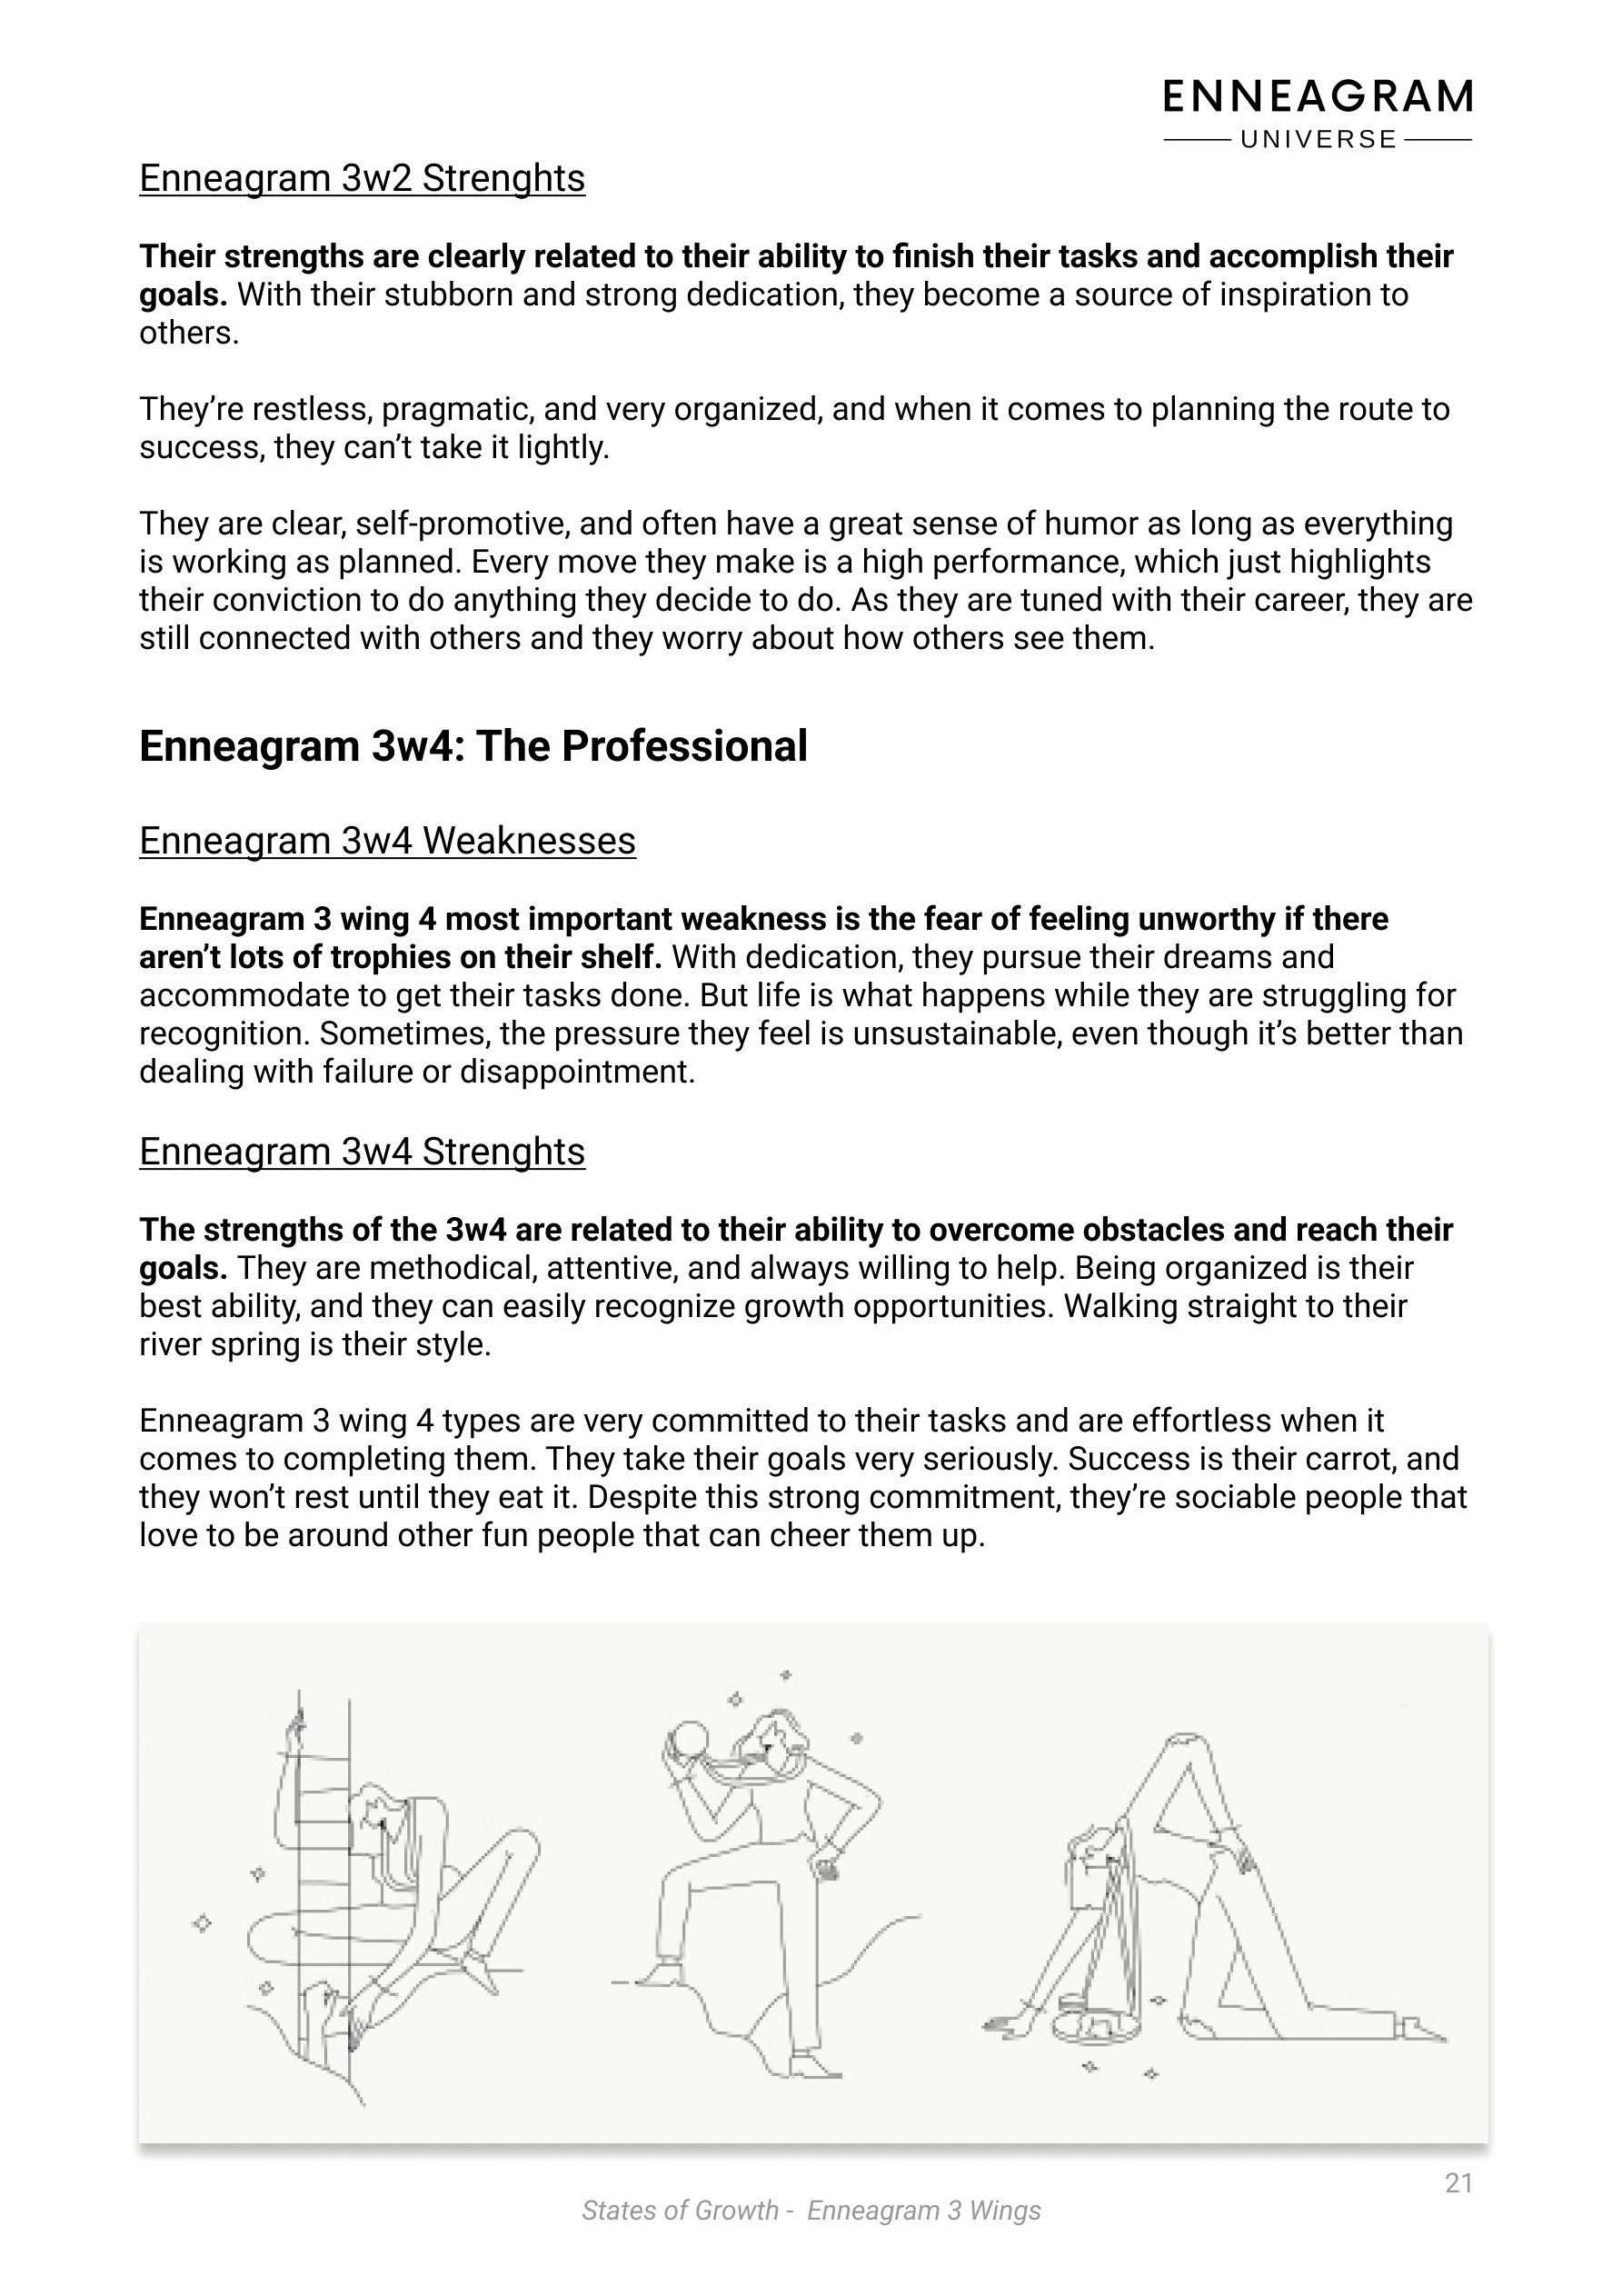 ENNEAGRAM
UNIVERSE
Enneagram 3w2 Strenghts
Their strengths are clearly related to their ability to finish their tasks and accomplish their
goals. With their stubborn and strong dedication, they become a source of inspiration to
others.
They’re restless, pragmatic, and very organized, and when it comes to planning the route to
success, they can’t take it lightly.
They are clear, self-promotive, and often have a great sense of humor as long as everything
is working as planned. Every move they make is a high performance, which just highlights
their conviction to do anything they decide to do. As they are tuned with their career, they are
still connected with others and they worry about how others see them.
Enneagram 3w4: The Professional
Enneagram 3w4 Weaknesses
Enneagram 3 wing 4 most important weakness is the fear of feeling unworthy if there
aren’t lots of trophies on their shelf. With dedication, they pursue their dreams and
accommodate to get their tasks done. But life is what happens while they are struggling for
recognition. Sometimes, the pressure they feel is unsustainable, even though it’s better than
dealing with failure or disappointment.
Enneagram 3w4 Strenghts
The strengths of the 3w4 are related to their ability to overcome obstacles and reach their
goals. They are methodical, attentive, and always willing to help. Being organized is their
best ability, and they can easily recognize growth opportunities. Walking straight to their
river spring is their style.
Enneagram 3 wing 4 types are very committed to their tasks and are effortless when it
comes to completing them. They take their goals very seriously. Success is their carrot, and
they won’t rest until they eat it. Despite this strong commitment, they’re sociable people that
love to be around other fun people that can cheer them up.
21
States of Growth - Enneagram 3 Wings